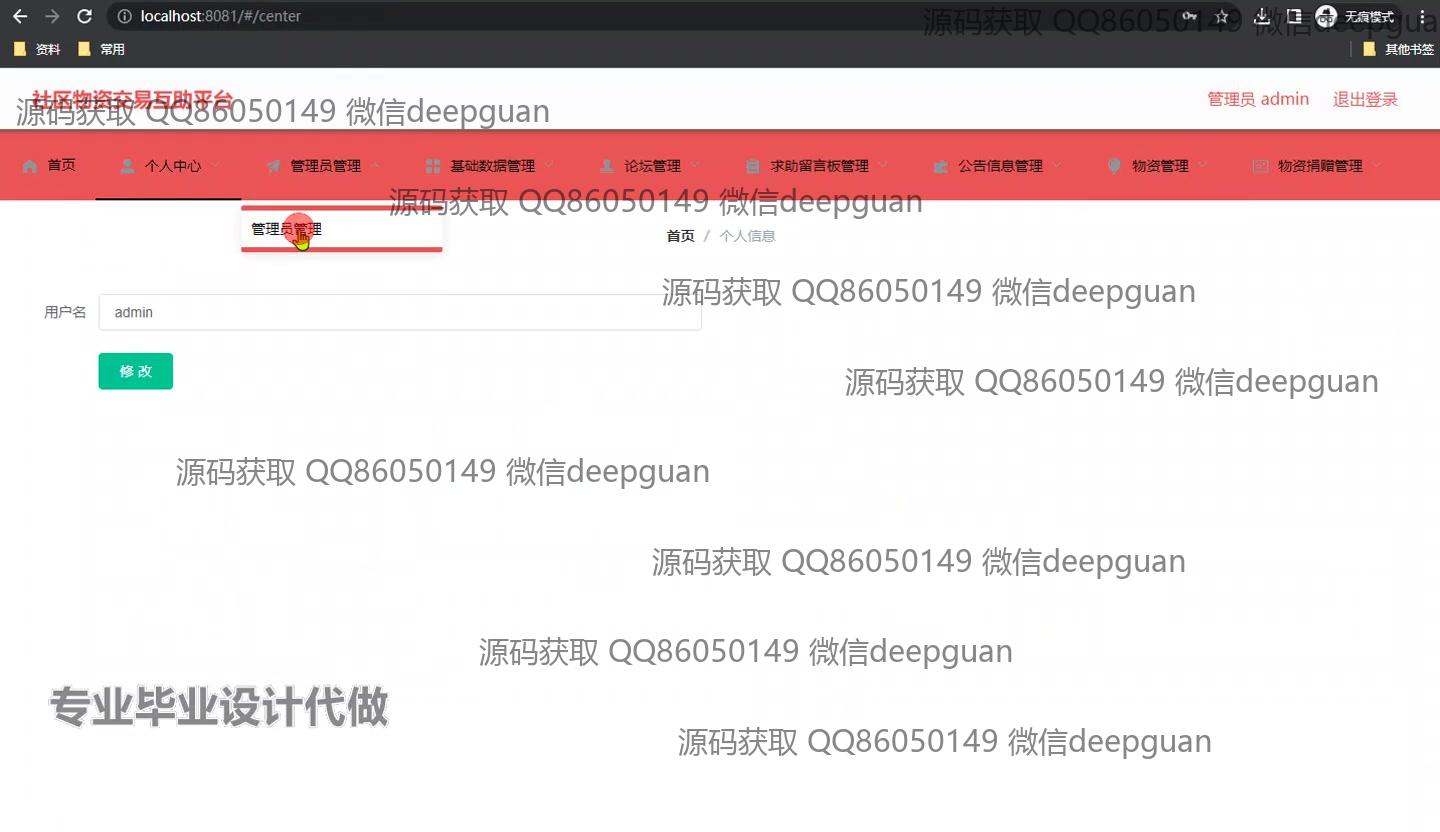 localhost:8081/#/center
无痕模式
资料
常用
其他书签
源码获取 QQ86050149 微信deepgua
社区物资交易互助平台
源码获取 QQ86050149 微信deepguan
管理员 admin
退出登录
首页
个人中心
管理员管理
基础数据管理
论坛管理
求助留言板管理
公告信息管理
物资管理
物资捐赠管理
源码获取 QQ86050149 微信deepguan
管理员管理
首页 / 个人信息
源码获取 QQ86050149 微信deepguan
用户名
admin
修 改
源码获取 QQ86050149 微信deepguan
源码获取 QQ86050149 微信deepguan
源码获取 QQ86050149 微信deepguan
源码获取 QQ86050149 微信deepguan
专业毕业设计代做
源码获取 QQ86050149 微信deepguan